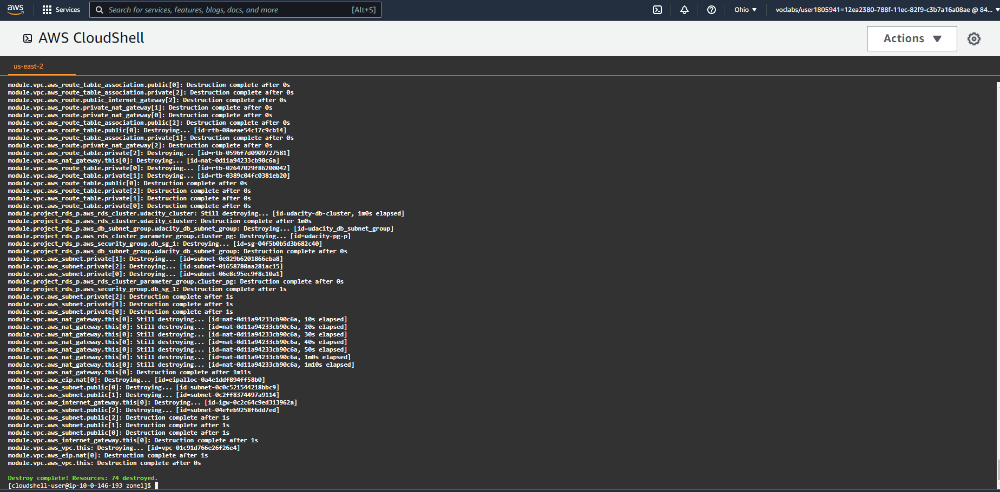 aws
Services
Search for services, features, blogs, docs, and more
[Alt+S]
Ohio
voclabs/user1805941=12ea2380-788f-11ec-82f9-c3b7a16a08ae @ 84...
AWS CloudShell
Actions
us-east-2
module.vpc.aws_route_table_association.public[0]: Destruction complete after 0s
module.vpc.aws_route_table_association.private[2]: Destruction complete after 0s
module.vpc.aws_route.public_internet_gateway[2]: Destruction complete after 0s
module.vpc.aws_route.private_nat_gateway[1]: Destruction complete after 0s
module.vpc.aws_route.private_nat_gateway[0]: Destruction complete after 0s
module.vpc.aws_route_table_association.public[2]: Destruction complete after 0s
module.vpc.aws_route_table.public[0]: Destroying... [id=rtb-08aeae54c17c9cb14]
module.vpc.aws_route_table_association.private[1]: Destruction complete after 0s
module.vpc.aws_route.private_nat_gateway[2]: Destruction complete after 0s
module.vpc.aws_route_table.private[2]: Destroying... [id=rtb-0596f7d0909727581]
module.vpc.aws_nat_gateway.this[0]: Destroying... [id=nat-0d11a94233cb90c6a]
module.vpc.aws_route_table.private[0]: Destroying... [id=rtb-02647029f86200042]
module.vpc.aws_route_table.private[1]: Destroying... [id=rtb-0389c04fc0381eb20]
module.vpc.aws_route_table.public[0]: Destruction complete after 0s
module.vpc.aws_route_table.private[2]: Destruction complete after 0s
module.vpc.aws_route_table.private[1]: Destruction complete after 0s
module.vpc.aws_route_table.private[0]: Destruction complete after 0s
module.project_rds_p.aws_rds_cluster.udacity_cluster: Still destroying... [id=udacity-db-cluster, 1m0s elapsed]
module.project_rds_p.aws_rds_cluster.udacity_cluster: Destruction complete after 1m0s
module.project_rds_p.aws_db_subnet_group.udacity_db_subnet_group: Destroying... [id=udacity_db_subnet_group]
module.project_rds_p.aws_rds_cluster_parameter_group.cluster_pg: Destroying... [id=udacity-pg-p]
module.project_rds_p.aws_security_group.db_sg_1: Destroying... [id=sg-04f5b0b5d3b682c40]
module.project_rds_p.aws_db_subnet_group.udacity_db_subnet_group: Destruction complete after 0s
module.vpc.aws_subnet.private[1]: Destroying... [id=subnet-0e829b6201866eba8]
module.vpc.aws_subnet.private[2]: Destroying... [id=subnet-01658780aa281ac15]
module.vpc.aws_subnet.private[0]: Destroying... [id=subnet-06e8c95ec9f8c10a1]
module.project_rds_p.aws_rds_cluster_parameter_group.cluster_pg: Destruction complete after 0s
module.project_rds_p.aws_security_group.db_sg_1: Destruction complete after 1s
module.vpc.aws_subnet.private[2]: Destruction complete after 1s
module.vpc.aws_subnet.private[1]: Destruction complete after 1s
module.vpc.aws_subnet.private[0]: Destruction complete after 1s
module.vpc.aws_nat_gateway.this[0]: Still destroying... [id=nat-0d11a94233cb90c6a, 10s elapsed]
module.vpc.aws_nat_gateway.this[0]: Still destroying... [id=nat-0d11a94233cb90c6a, 20s elapsed]
module.vpc.aws_nat_gateway.this[0]: Still destroying... [id=nat-0d11a94233cb90c6a, 30s elapsed]
module.vpc.aws_nat_gateway.this[0]: Still destroying... [id=nat-0d11a94233cb90c6a, 40s elapsed]
module.vpc.aws_nat_gateway.this[0]: Still destroying... [id=nat-0d11a94233cb90c6a, 50s elapsed]
module.vpc.aws_nat_gateway.this[0]: Still destroying... [id=nat-0d11a94233cb90c6a, 1m0s elapsed]
module.vpc.aws_nat_gateway.this[0]: Still destroying... [id=nat-0d11a94233cb90c6a, 1m10s elapsed]
module.vpc.aws_nat_gateway.this[0]: Destruction complete after 1m11s
module.vpc.aws_eip.nat[0]: Destroying... [id=eipalloc-0a4e1ddf894ff58b0]
module.vpc.aws_subnet.public[0]: Destroying... [id=subnet-0c0c521544218bbc9]
module.vpc.aws_subnet.public[1]: Destroying... [id=subnet-0c2ff8374497a9114]
module.vpc.aws_internet_gateway.this[0]: Destroying... [id=igw-0c2c64c9ed313962a]
module.vpc.aws_subnet.public[2]: Destroying... [id=subnet-04efeb9258f6dd7ed]
module.vpc.aws_subnet.public[2]: Destruction complete after 1s
module.vpc.aws_subnet.public[1]: Destruction complete after 1s
module.vpc.aws_subnet.public[0]: Destruction complete after 1s
module.vpc.aws_internet_gateway.this[0]: Destruction complete after 1s
module.vpc.aws_vpc.this: Destroying... [id=vpc-01c91d766e26f26e4]
module.vpc.aws_eip.nat[0]: Destruction complete after 1s
module.vpc.aws_vpc.this: Destruction complete after 0s
Destroy complete! Resources: 74 destroyed.
[cloudshell-user@ip-10-0-146-193 zone1]$